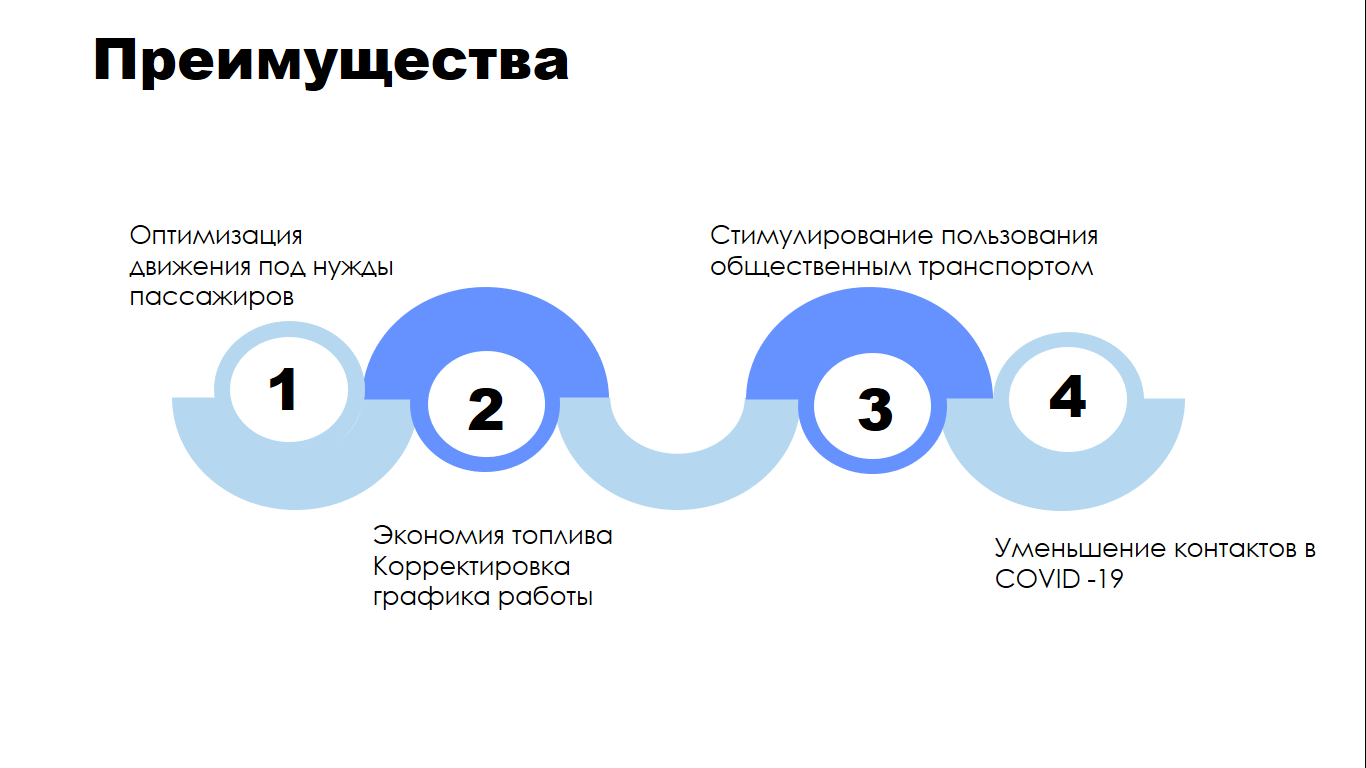 Преимущества
Оптимизация
движения под нужды
пассажиров
Стимулирование пользования
общественным транспортом
1
2
3
4
Экономия топлива
Корректировка
графика работы
Уменьшение контактов в
COVID -19